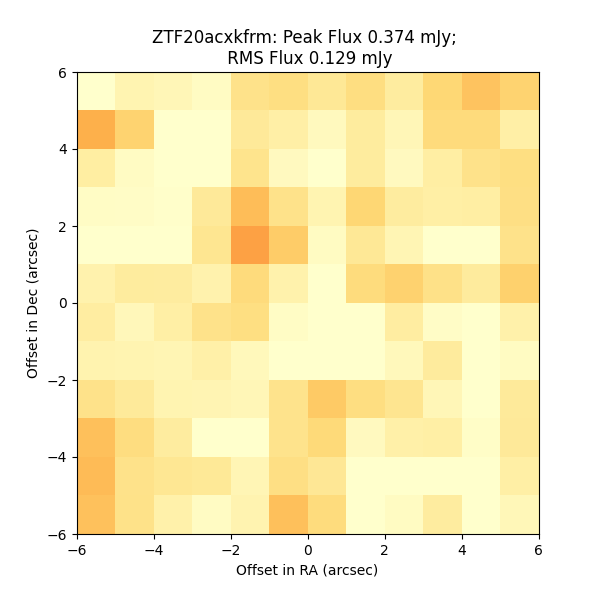 ZTF20acxkfrm: Peak Flux 0.374 mJy;
RMS Flux 0.129 mJy
6
4
2
0
−2
−4
−6
Offset in Dec (arcsec)
−6 −4 −2 0 2 4 6
Offset in RA (arcsec)